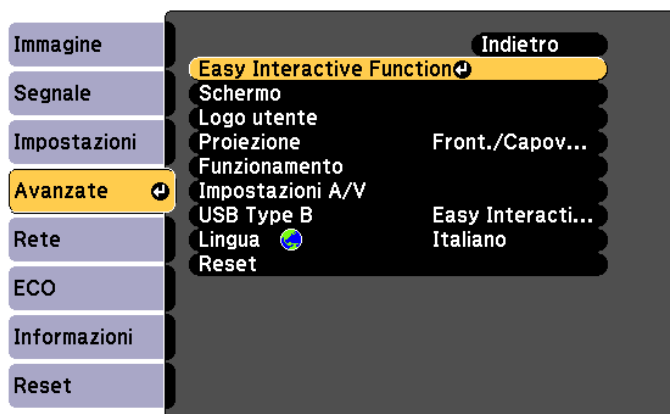 Immagine
Segnale
Impostazioni
Avanzate
Rete
ECO
Informazioni
Reset
Indietro
Easy Interactive Function
Schermo
Logo utente
Proiezione Front./Capov...
Funzionamento
Impostazioni A/V
USB Type B Easy Interacti...
Lingua Italiano
Reset